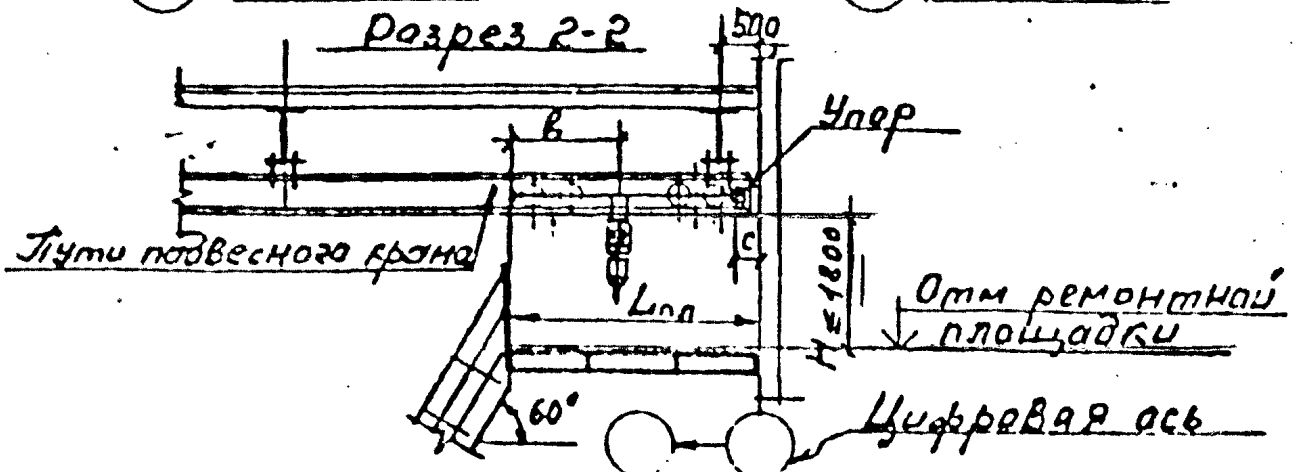 Разрез 2-2
500
Упор
в
Пути подвесного крана
с
H ≤ 1800
Lпл
Отм ремонтной
площадки
60°
Цифровая ось